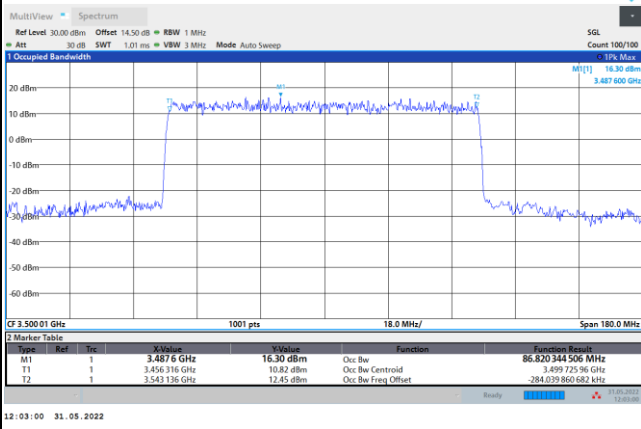 MultiView Spectrum
Ref Level 30.00 dBm Offset 14.50 dB RBW 1 MHz SGL
Att 30 dB SWT 1.01 ms VBW 3 MHz Mode Auto Sweep Count 100/100
1 Occupied Bandwidth 1Pk Max
M1[1] 16.30 dBm
3.487 600 GHz
M1
T1
T2
20 dBm
10 dBm
0 dBm
-10 dBm
-20 dBm
-30 dBm
-40 dBm
-50 dBm
-60 dBm
CF 3.500 01 GHz 1001 pts 18.0 MHz/ Span 180.0 MHz
2 Marker Table
Type Ref Trc X-Value Y-Value Function Function Result
M1 1 3.487 6 GHz 16.30 dBm Occ Bw 86.820 344 506 MHz
T1 1 3.456 316 GHz 10.82 dBm Occ Bw Centroid 3.499 725 96 GHz
T2 1 3.543 136 GHz 12.45 dBm Occ Bw Freq Offset -284.039 860 682 kHz
Ready 31.05.2022
12:03:00
12:03:00 31.05.2022